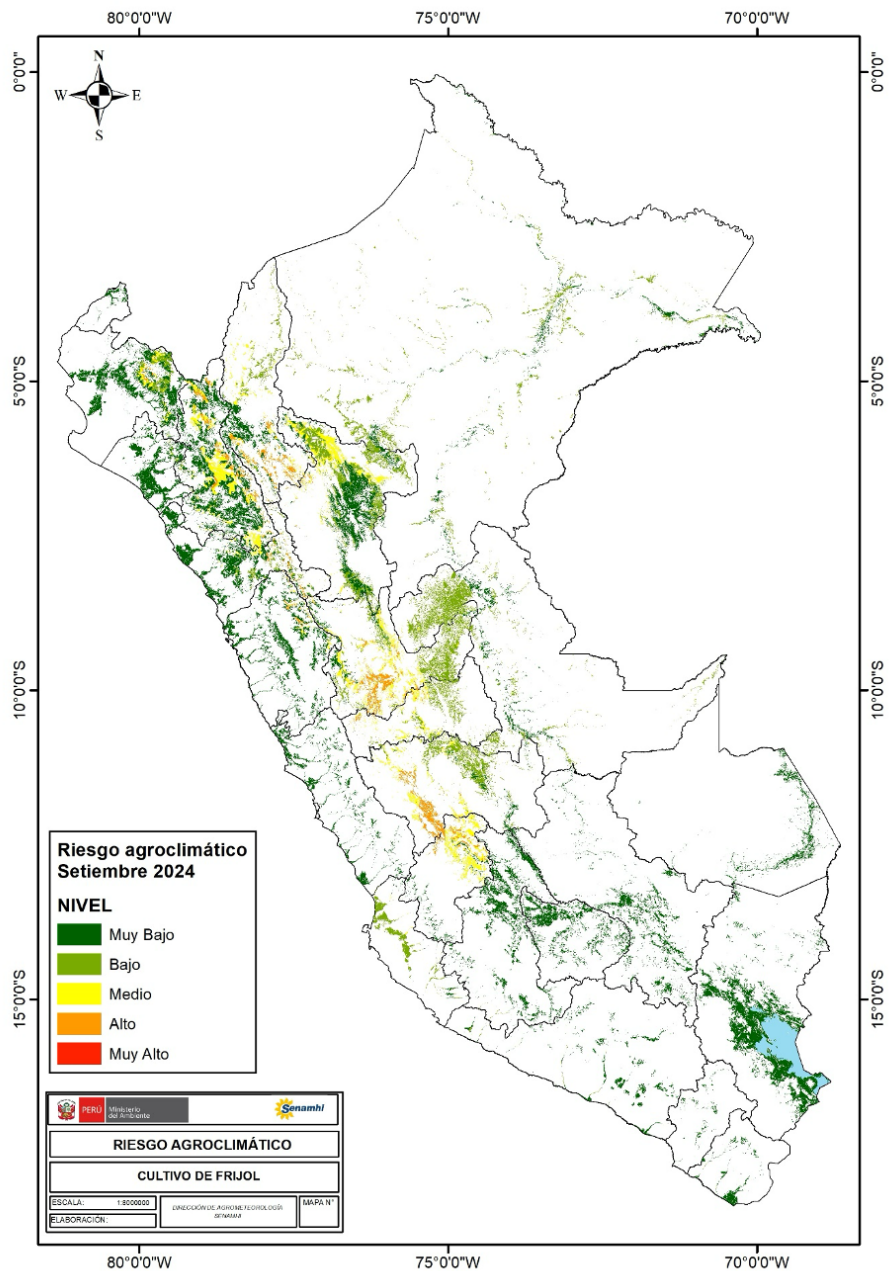 80°0'0"W 75°0'0"W 70°0'0"W
N
W E
S
0°0'0" 0°0'0"
5°0'0"S 5°0'0"S
10°0'0"S 10°0'0"S
15°0'0"S 15°0'0"S
Riesgo agroclimático
Setiembre 2024
NIVEL
Muy Bajo
Bajo
Medio
Alto
Muy Alto
PERÚ Ministerio
del Ambiente
Senamhi
RIESGO AGROCLIMÁTICO
CULTIVO DE FRIJOL
ESCALA: 1:8000000
ELABORACIÓN:
DIRECCIÓN DE AGROMETEOROLOGÍA
SENAMHI
MAPA N°
80°0'0"W 75°0'0"W 70°0'0"W